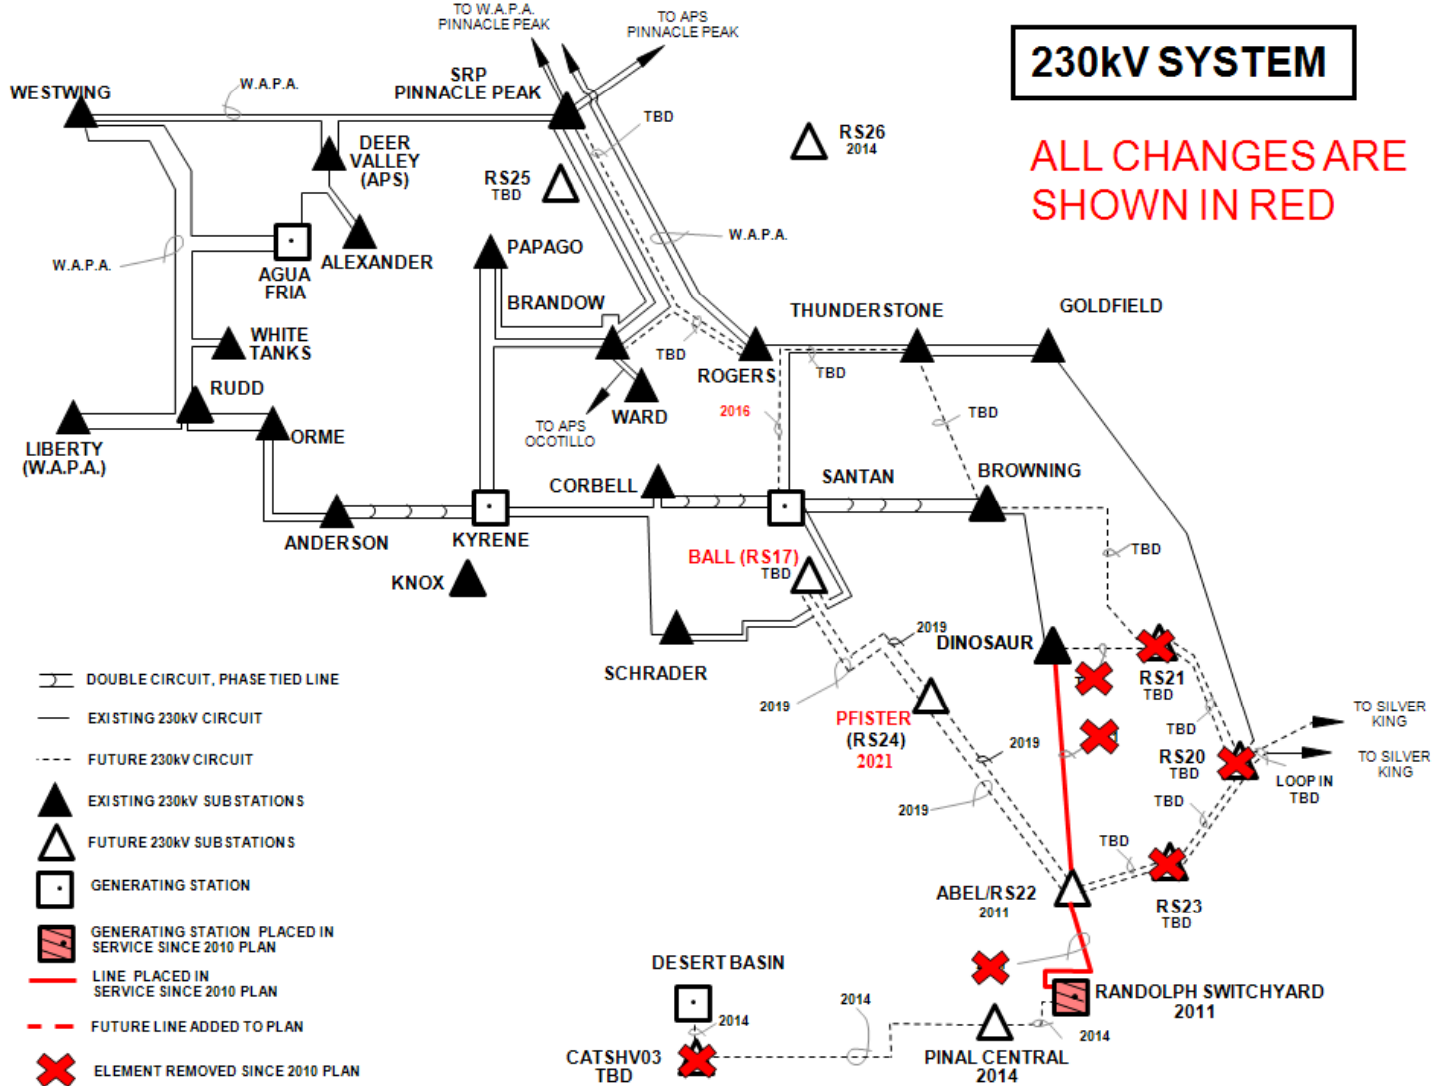 TO W.A.P.A.
PINNACLE PEAK
TO APS
PINNACLE PEAK
230kV SYSTEM
ALL CHANGES ARE
SHOWN IN RED
WESTWING
W.A.P.A.
SRP
PINNACLE PEAK
TBD
RS26
2014
DEER
VALLEY
(APS)
RS25
TBD
W.A.P.A.
W.A.P.A.
AGUA
FRIA
ALEXANDER
PAPAGO
BRANDOW
THUNDERSTONE
GOLDFIELD
WHITE
TANKS
TBD
ROGERS
TBD
RUDD
2016
TBD
WARD
TO APS
OCOTILLO
LIBERTY
(W.A.P.A.)
ORME
CORBELL
SANTAN
BROWNING
ANDERSON
KYRENE
KNOX
BALL (RS17)
TBD
TBD
SCHRADER
2019
DINOSAUR
RS21
TBD
2019
PFISTER
(RS24)
2021
2019
TBD
RS20
TBD
TO SILVER
KING
TO SILVER
KING
LOOP IN
TBD
2019
TBD
TBD
ABEL/RS22
2011
RS23
TBD
DOUBLE CIRCUIT, PHASE TIED LINE
EXISTING 230kV CIRCUIT
FUTURE 230kV CIRCUIT
EXISTING 230kV SUBSTATIONS
FUTURE 230kV SUBSTATIONS
GENERATING STATION
GENERATING STATION PLACED IN
SERVICE SINCE 2010 PLAN
LINE PLACED IN
SERVICE SINCE 2010 PLAN
FUTURE LINE ADDED TO PLAN
ELEMENT REMOVED SINCE 2010 PLAN
DESERT BASIN
2014
2014
RANDOLPH SWITCHYARD
2011
2014
CATSHV03
TBD
PINAL CENTRAL
2014